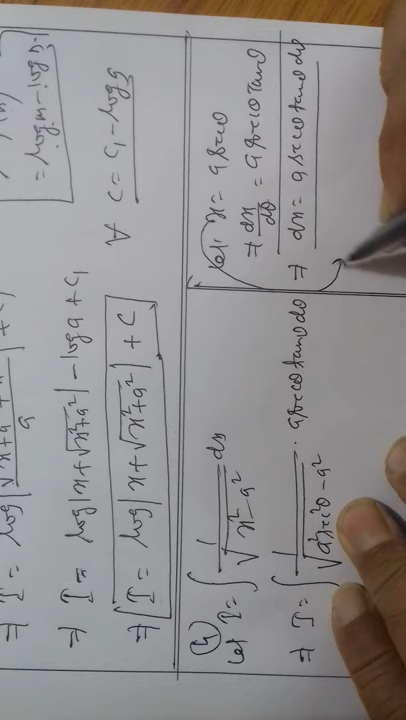 ⇒ I = log|
a
⇒ I = log|x+√x²+a²| - log a + C₁
⇒ I = log|x+√x²+a²| + C
= log m - log n
A C = C₁ - log a
(4)
Let I = ∫ 1/√x²-a² dx
⇒ I = ∫ 1/√a²sec²θ-a² · a secθ tanθ dθ
Let x = a secθ
⇒ dx/dθ = a secθ tanθ
⇒ dx = a secθ tanθ dθ